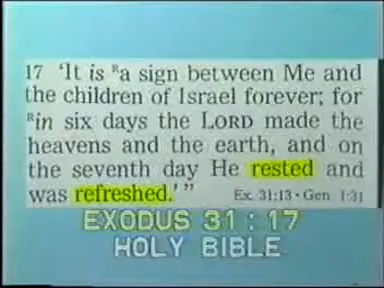 17 'It is ᴿa sign between Me and
the children of Israel forever; for
ᴿin six days the LORD made the
heavens and the earth, and on
the seventh day He rested and
was refreshed.' ” Ex. 31:13 · Gen 1:31
EXODUS 31 : 17
HOLY BIBLE